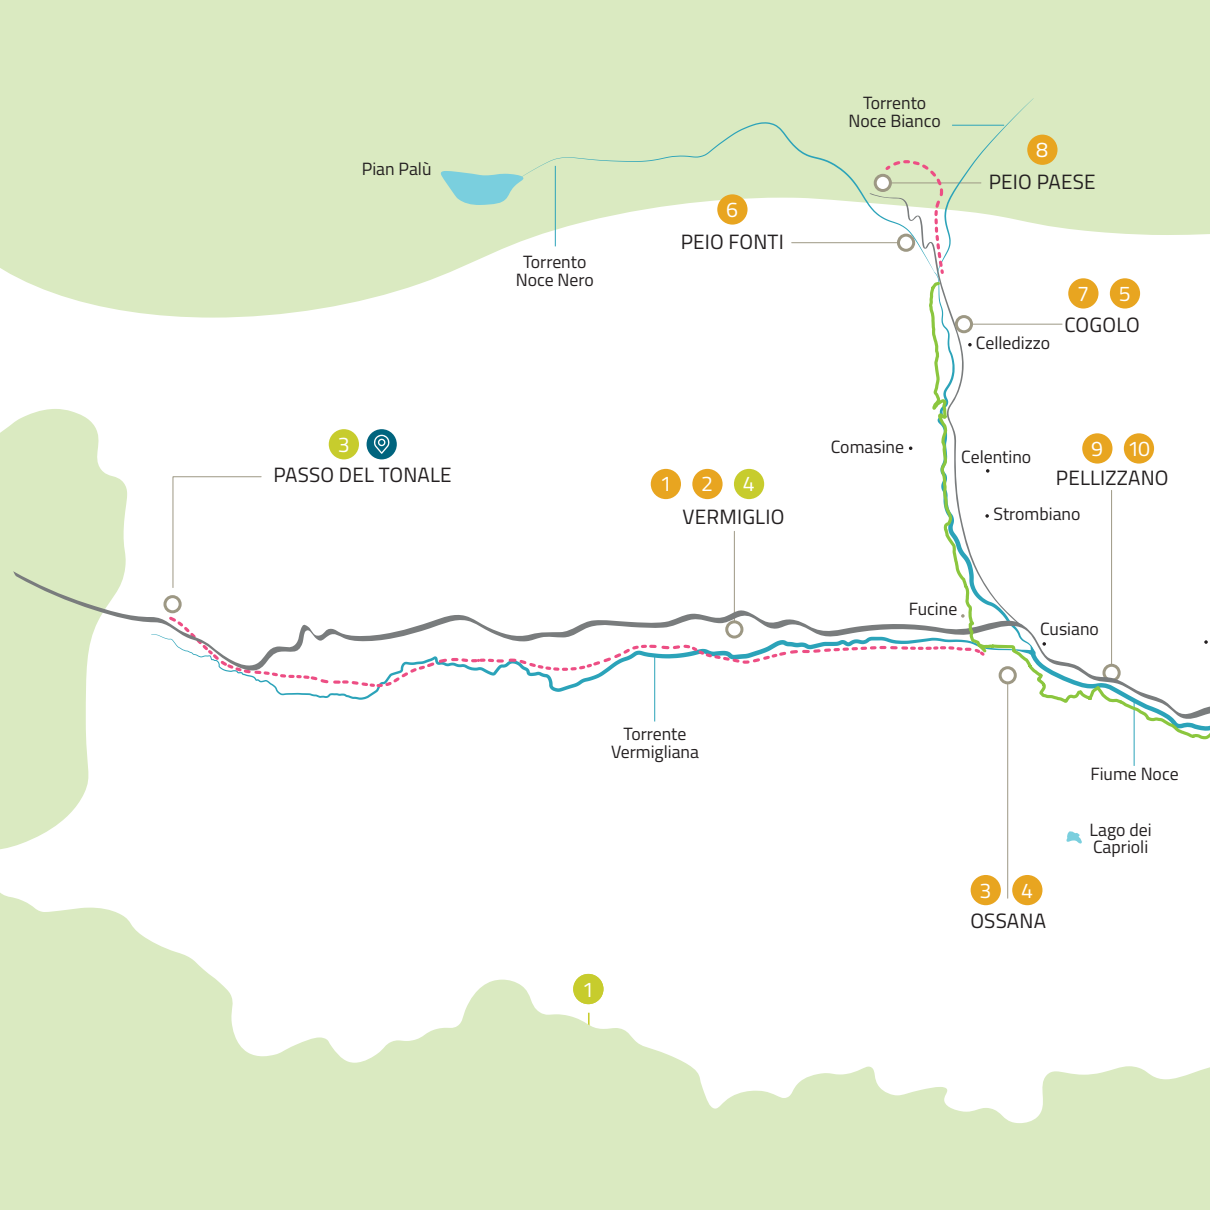 Torrento
Noce Bianco
8
Pian Palù
PEIO PAESE
6
PEIO FONTI
Torrento
Noce Nero
7 5
COGOLO
Celledizzo
3
PASSO DEL TONALE
Comasine
Celentino
9 10
PELLIZZANO
1 2 4
VERMIGLIO
Strombiano
Fucine
Cusiano
Torrente
Vermigliana
Fiume Noce
Lago dei
Caprioli
3 4
OSSANA
1